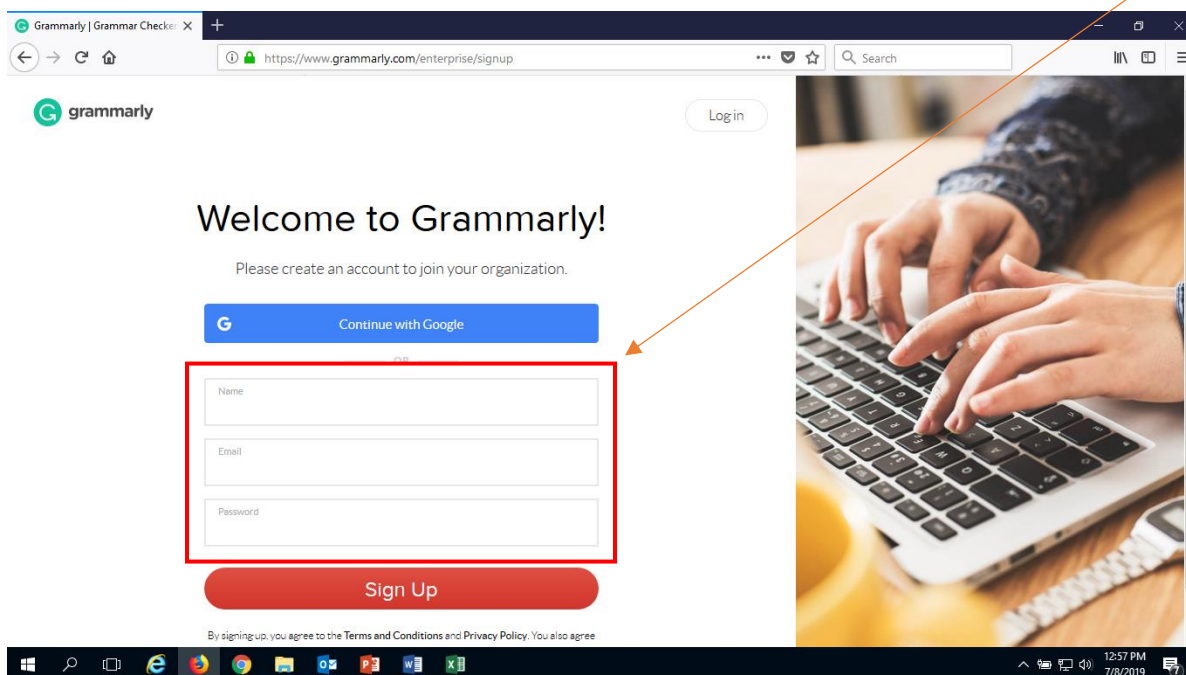 Grammarly | Grammar Checker
https://www.grammarly.com/enterprise/signup
Search
grammarly
Log in
Welcome to Grammarly!
Please create an account to join your organization.
G Continue with Google
OR
Name
Email
Password
Sign Up
By signing up, you agree to the Terms and Conditions and Privacy Policy. You also agree
12:57 PM
7/8/2019